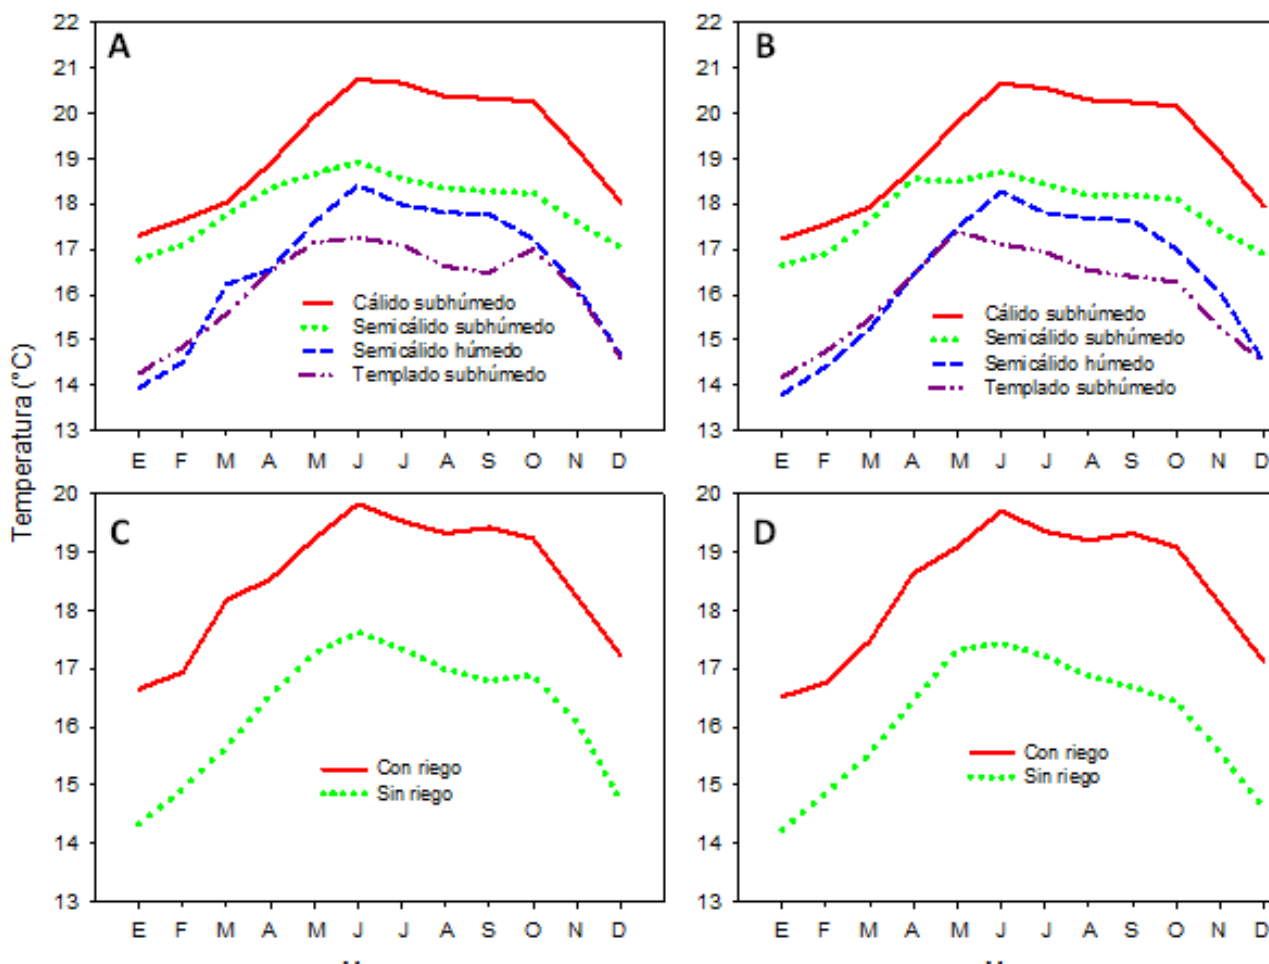 22
21
20
19
18
17
16
15
14
13
A
Cálido subhúmedo
Semicálido subhúmedo
Semicálido húmedo
Templado subhúmedo
E F M A M J J A S O N D
22
21
20
19
18
17
16
15
14
13
B
Cálido subhúmedo
Semicálido subhúmedo
Semicálido húmedo
Templado subhúmedo
E F M A M J J A S O N D
Temperatura (°C)
20
19
18
17
16
15
14
13
C
Con riego
Sin riego
E F M A M J J A S O N D
20
19
18
17
16
15
14
13
D
Con riego
Sin riego
E F M A M J J A S O N D